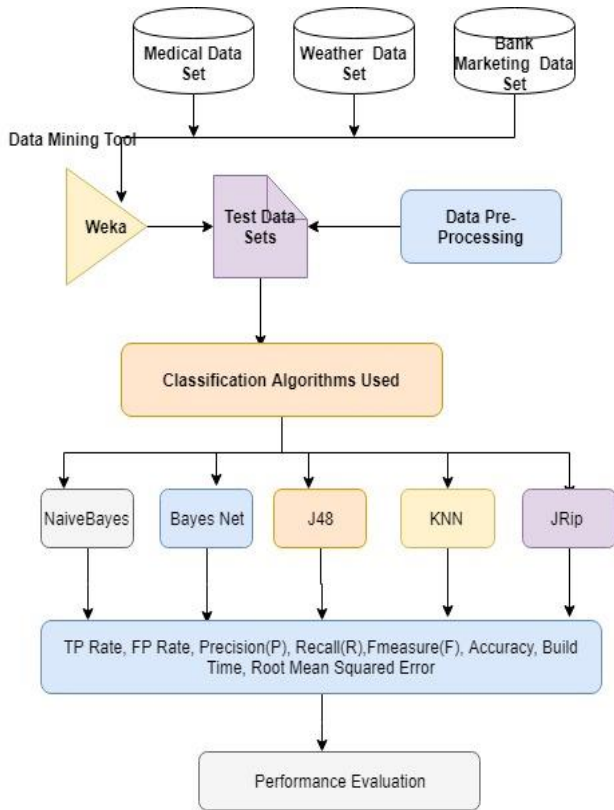 Medical Data
Set
Weather Data
Set
Bank
Marketing Data
Set
Data Mining Tool
Weka
Test Data
Sets
Data Pre-
Processing
Classification Algorithms Used
NaiveBayes
Bayes Net
J48
KNN
JRip
TP Rate, FP Rate, Precision(P), Recall(R),Fmeasure(F), Accuracy, Build
Time, Root Mean Squared Error
Performance Evaluation